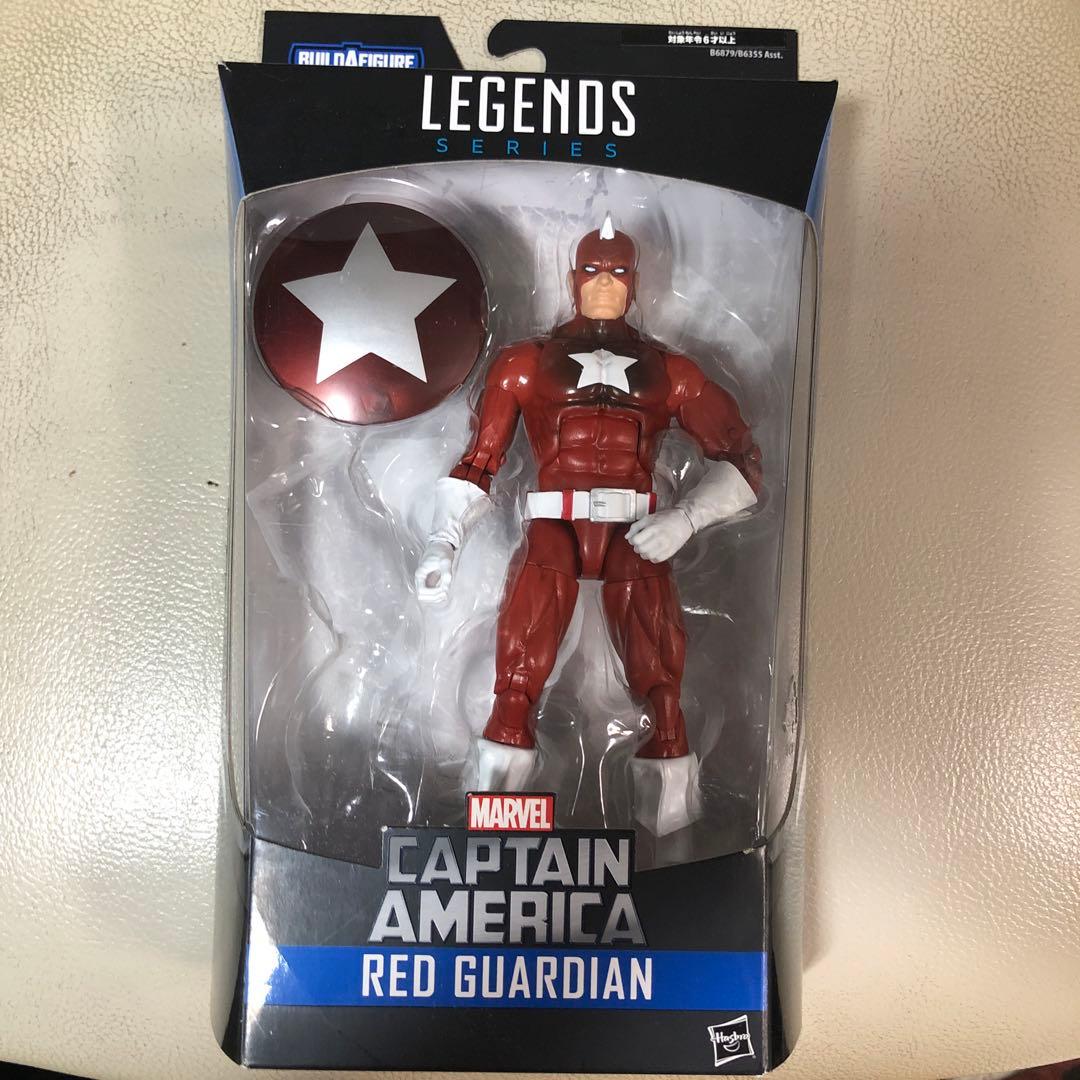 BUILD A FIGURE
対象年令6才以上
B6879/B6355 Asst.
LEGENDS
SERIES
MARVEL
CAPTAIN
AMERICA
RED GUARDIAN
Hasbro